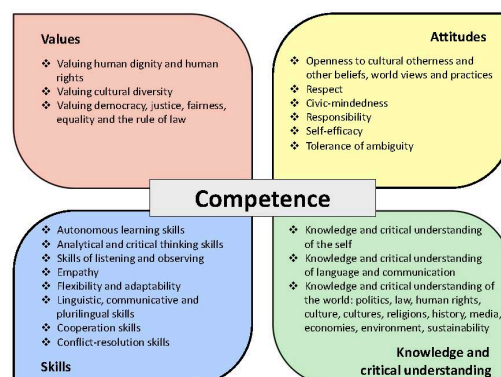 Values
❖ Valuing human dignity and human
rights
❖ Valuing cultural diversity
❖ Valuing democracy, justice, fairness,
equality and the rule of law
Attitudes
❖ Openness to cultural otherness and
other beliefs, world views and practices
❖ Respect
❖ Civic-mindedness
❖ Responsibility
❖ Self-efficacy
❖ Tolerance of ambiguity
Competence
❖ Autonomous learning skills
❖ Analytical and critical thinking skills
❖ Skills of listening and observing
❖ Empathy
❖ Flexibility and adaptability
❖ Linguistic, communicative and
plurilingual skills
❖ Cooperation skills
❖ Conflict-resolution skills
Skills
❖ Knowledge and critical understanding
of the self
❖ Knowledge and critical understanding
of language and communication
❖ Knowledge and critical understanding of
the world: politics, law, human rights,
culture, cultures, religions, history, media,
economies, environment, sustainability
Knowledge and
critical understanding